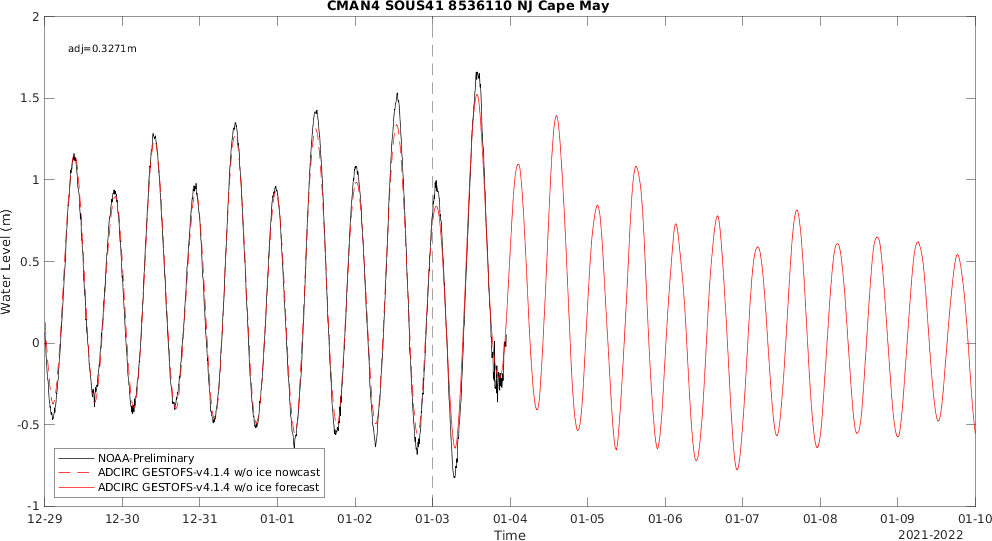 CMAN4 SOUS41 8536110 NJ Cape May
adj=0.3271m
Water Level (m)
2
1.5
1
0.5
0
-0.5
-1
NOAA-Preliminary
ADCIRC GESTOFS-v4.1.4 w/o ice nowcast
ADCIRC GESTOFS-v4.1.4 w/o ice forecast
12-29 12-30 12-31 01-01 01-02 01-03 01-04 01-05 01-06 01-07 01-08 01-09 01-10
Time
2021-2022